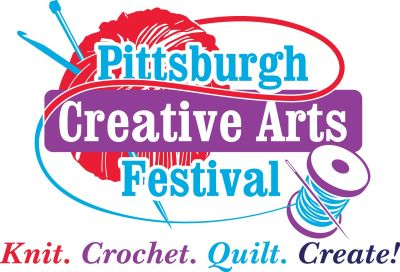 Pittsburgh
Creative Arts
Festival
Knit. Crochet. Quilt. Create!